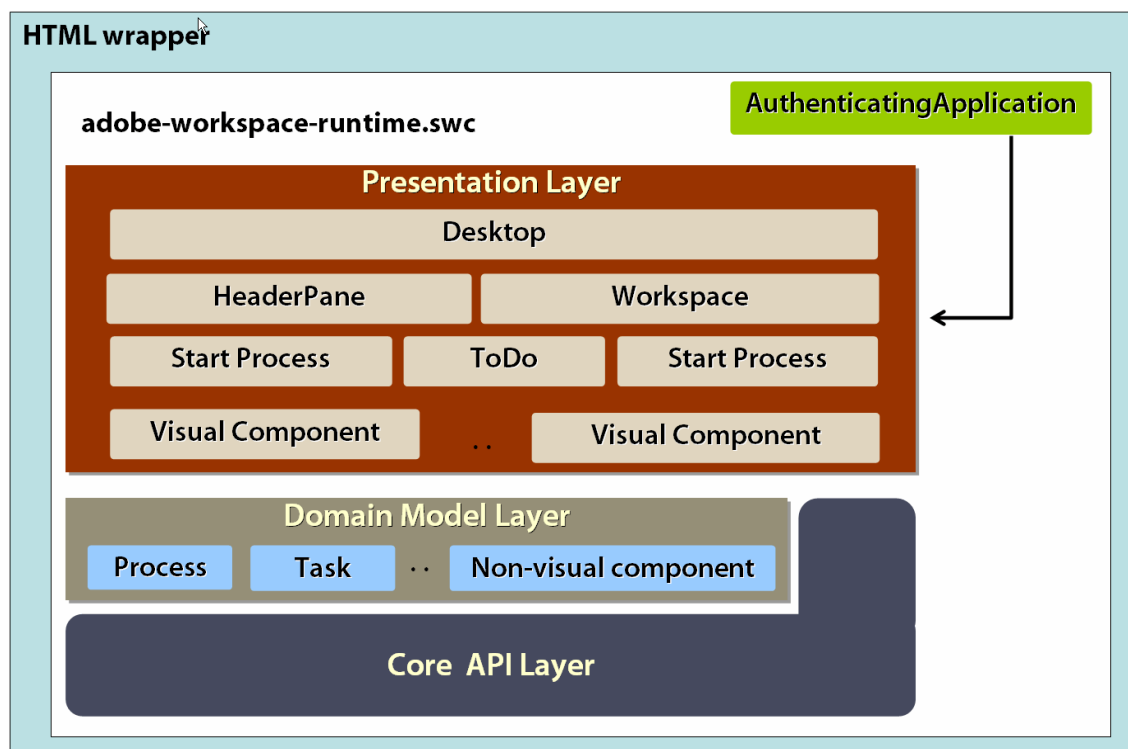 HTML wrapper
AuthenticatingApplication
adobe-workspace-runtime.swc
Presentation Layer
Desktop
HeaderPane
Workspace
Start Process
ToDo
Start Process
Visual Component
..
Visual Component
Domain Model Layer
Process
Task
..
Non-visual component
Core API Layer